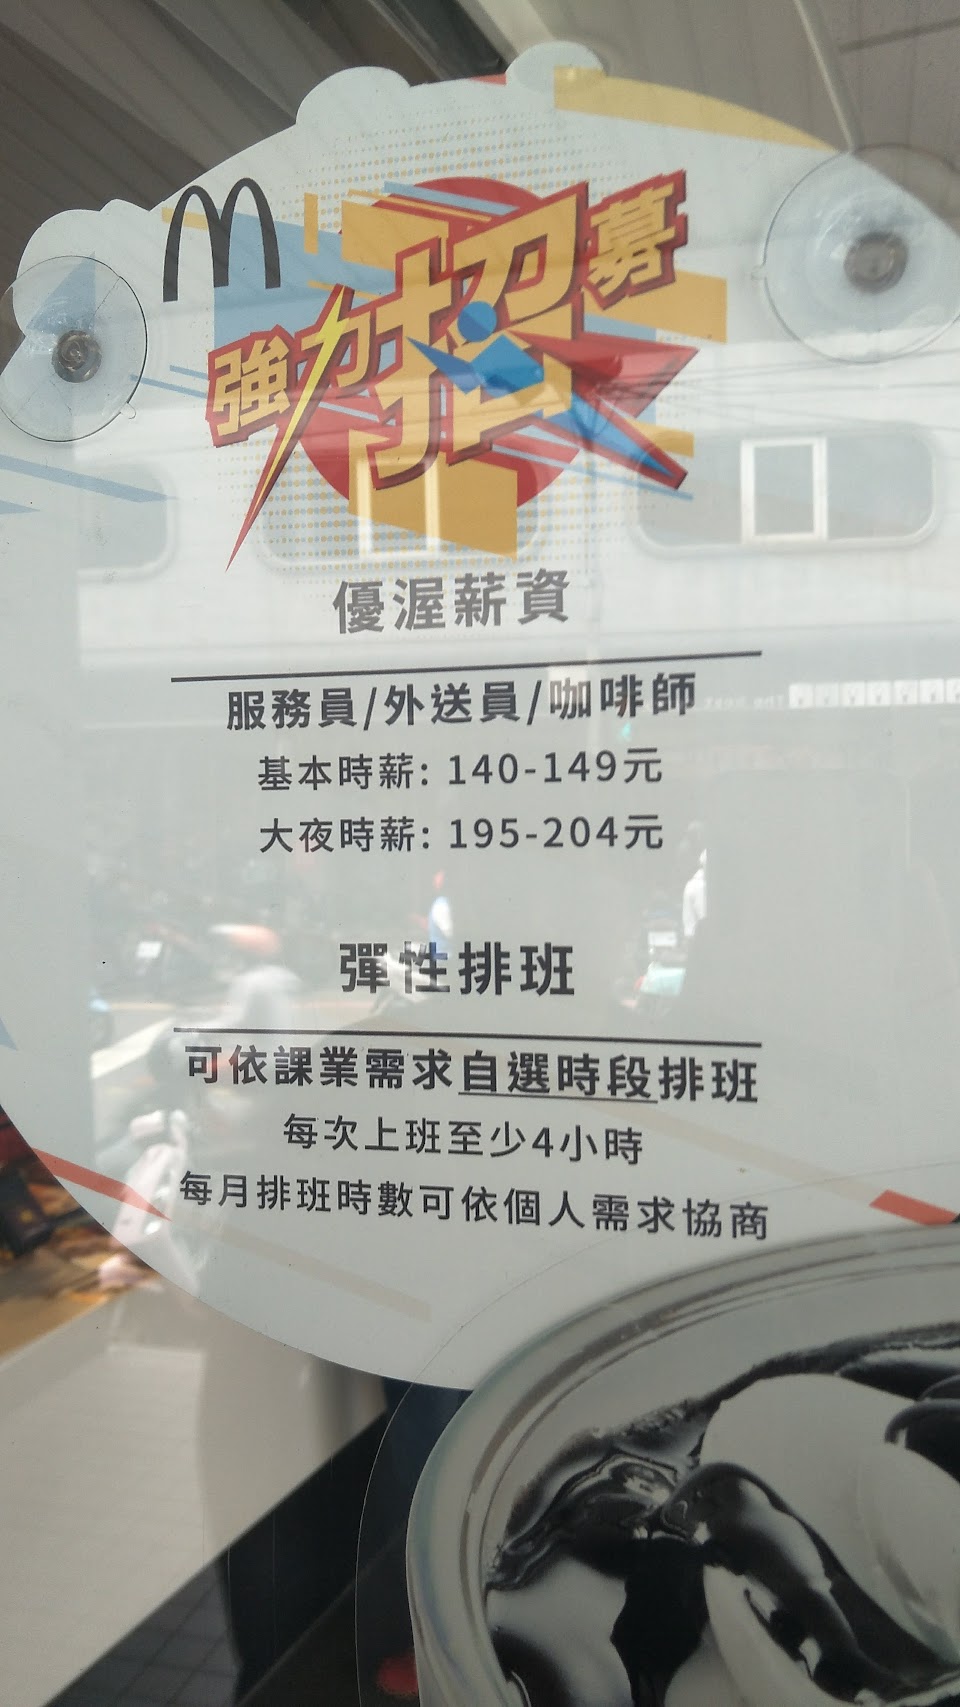 強力招募
優渥薪資
服務員/外送員/咖啡師
基本時薪: 140-149元
大夜時薪: 195-204元
彈性排班
可依課業需求自選時段排班
每次上班至少4小時
每月排班時數可依個人需求協商